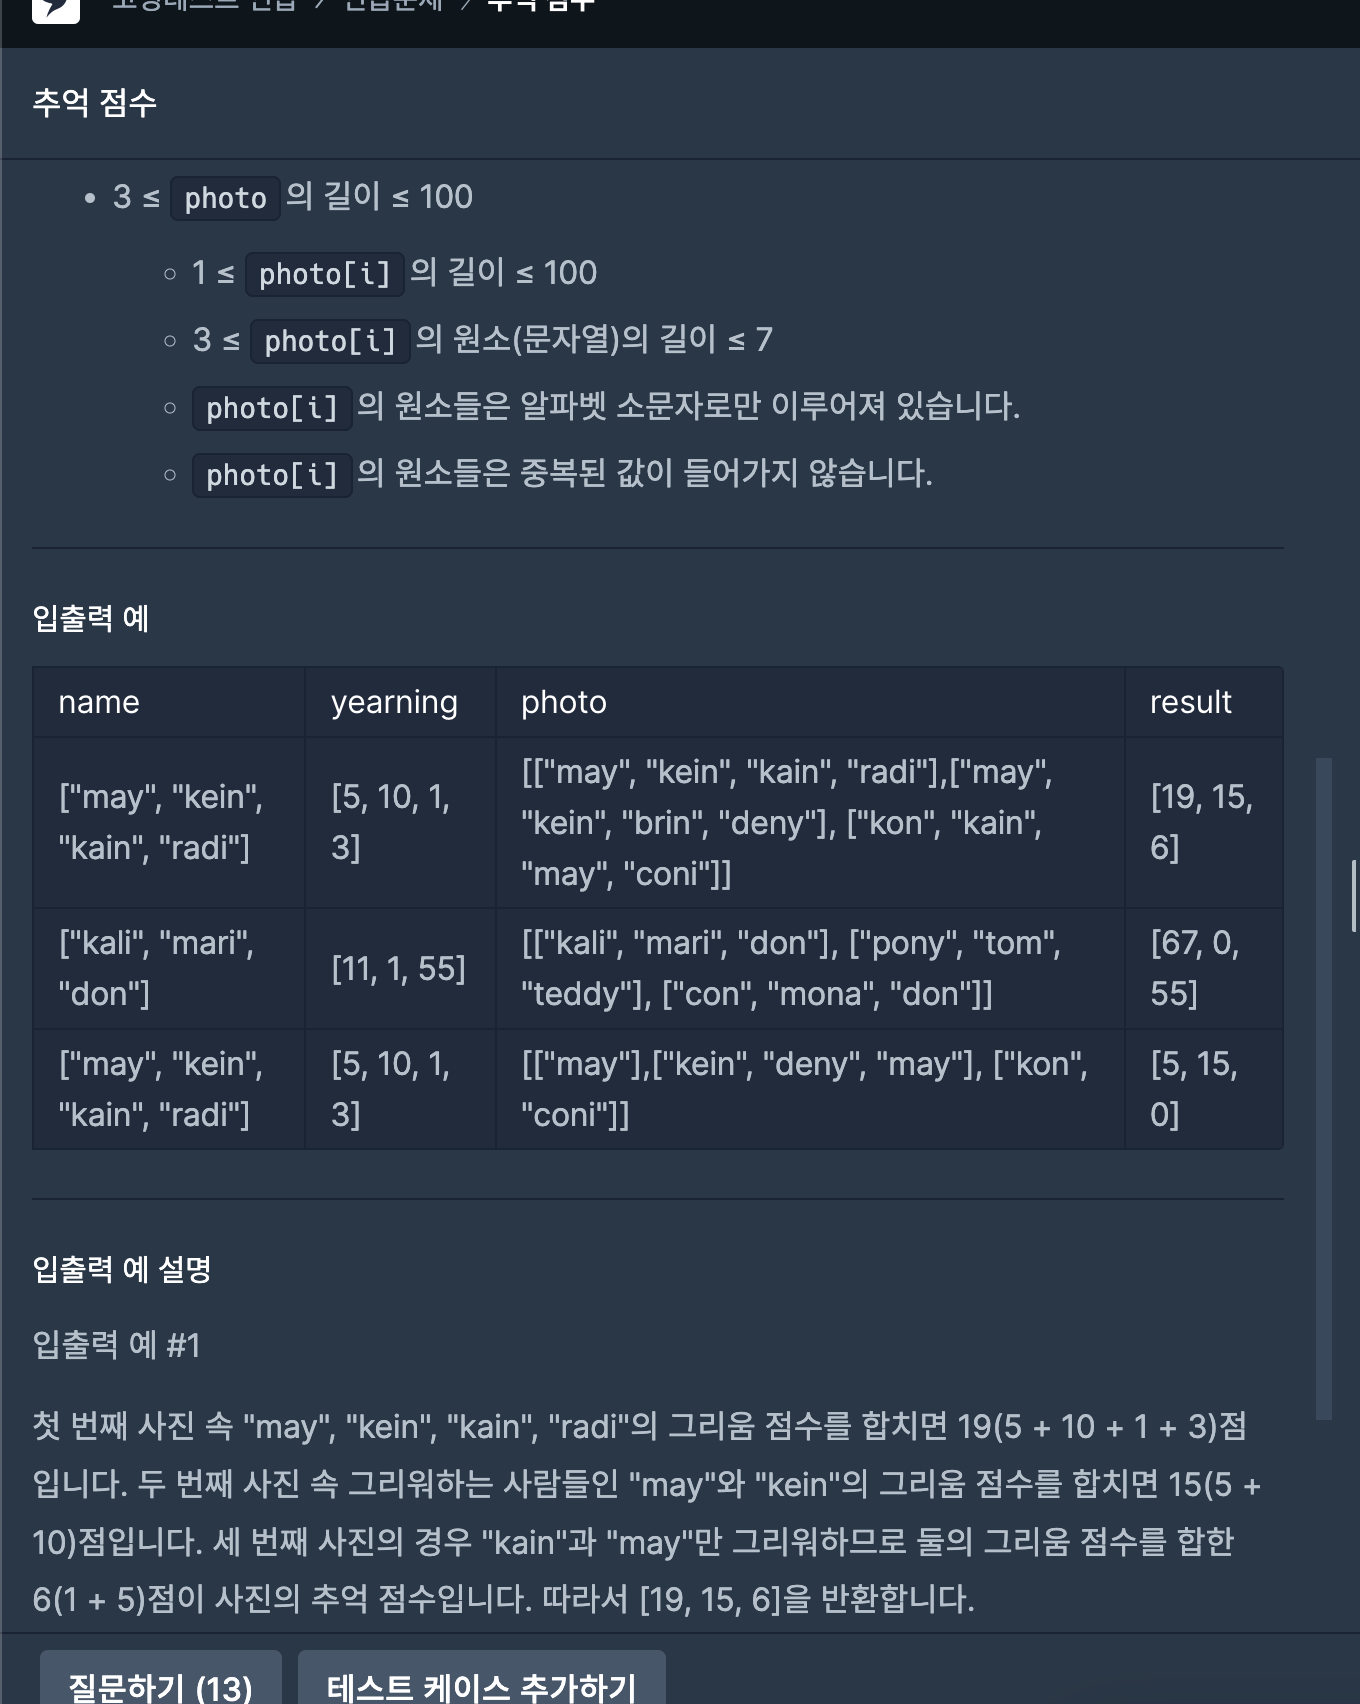 추억 점수
추억 점수
• 3 ≤ photo 의 길이 ≤ 100
◦ 1 ≤ photo[i] 의 길이 ≤ 100
◦ 3 ≤ photo[i] 의 원소(문자열)의 길이 ≤ 7
◦ photo[i] 의 원소들은 알파벳 소문자로만 이루어져 있습니다.
◦ photo[i] 의 원소들은 중복된 값이 들어가지 않습니다.
입출력 예
name yearning photo result
["may", "kein", "kain", "radi"] [5, 10, 1, 3] [["may", "kein", "kain", "radi"],["may", "kein", "brin", "deny"], ["kon", "kain", "may", "coni"]] [19, 15, 6]
["kali", "mari", "don"] [11, 1, 55] [["kali", "mari", "don"], ["pony", "tom", "teddy"], ["con", "mona", "don"]] [67, 0, 55]
["may", "kein", "kain", "radi"] [5, 10, 1, 3] [["may"],["kein", "deny", "may"], ["kon", "coni"]] [5, 15, 0]
입출력 예 설명
입출력 예 #1
첫 번째 사진 속 "may", "kein", "kain", "radi"의 그리움 점수를 합치면 19(5 + 10 + 1 + 3)점
입니다. 두 번째 사진 속 그리워하는 사람들인 "may"와 "kein"의 그리움 점수를 합치면 15(5 +
10)점입니다. 세 번째 사진의 경우 "kain"과 "may"만 그리워하므로 둘의 그리움 점수를 합한
6(1 + 5)점이 사진의 추억 점수입니다. 따라서 [19, 15, 6]을 반환합니다.
질문하기 (13) 테스트 케이스 추가하기